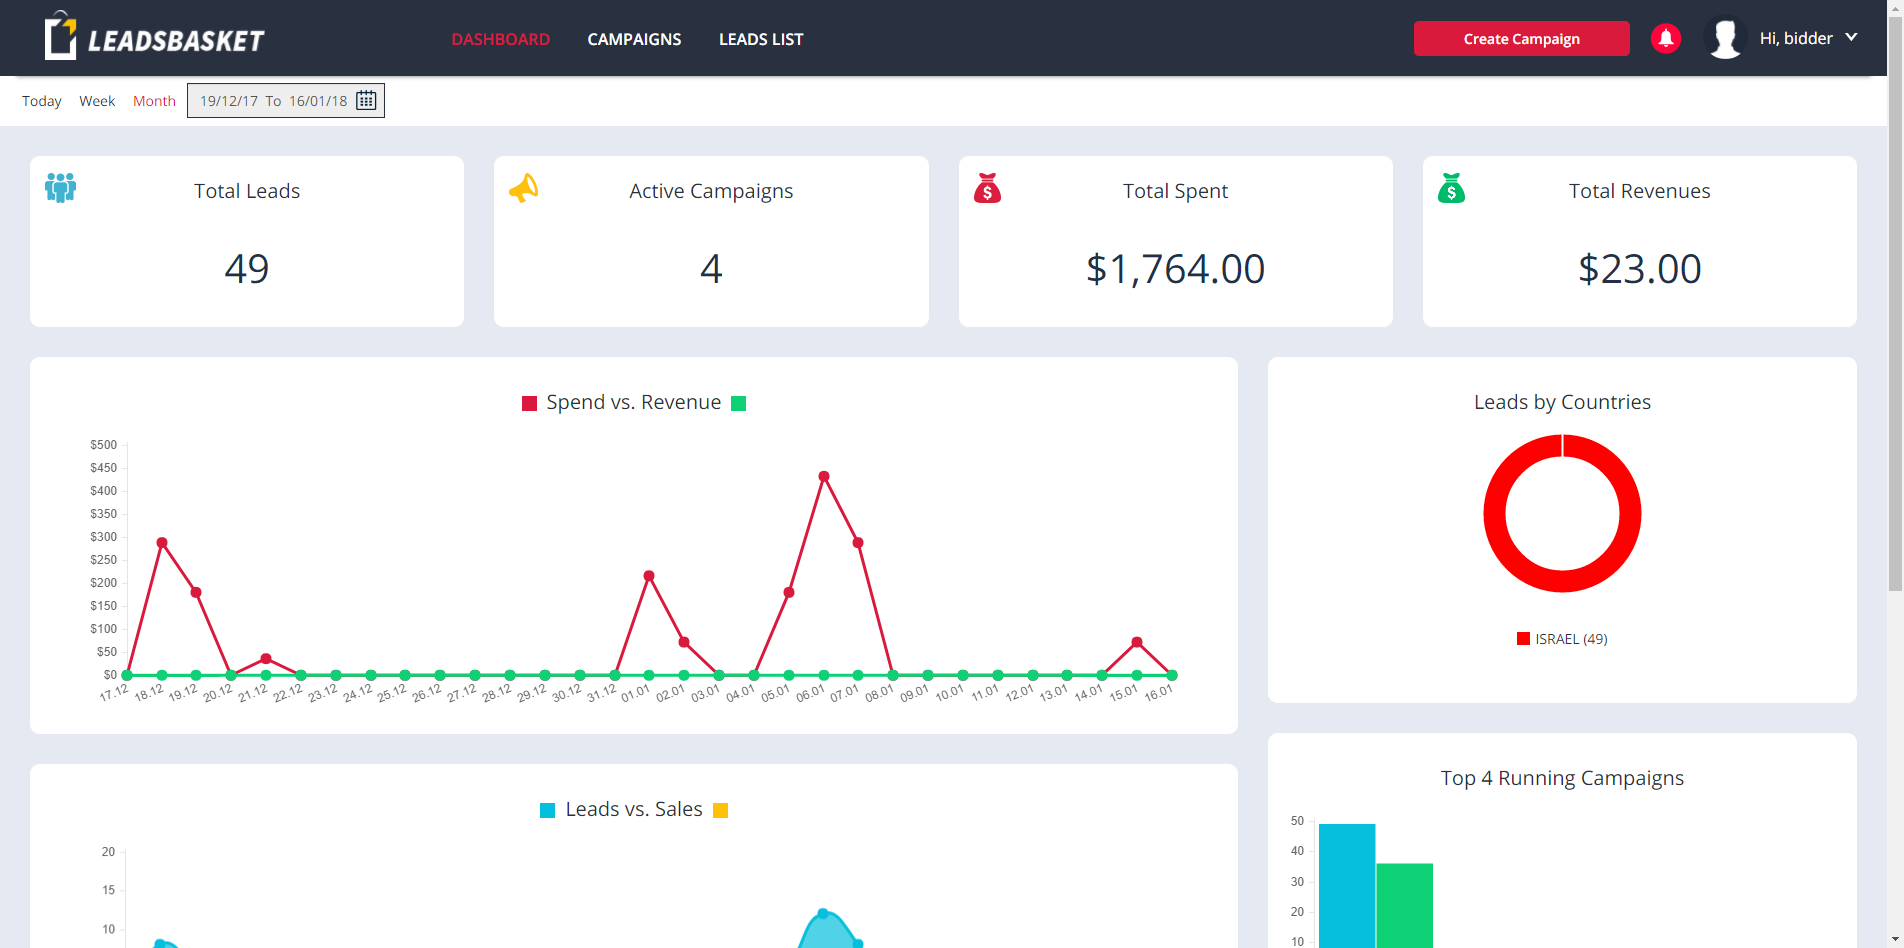 LEADSBASKET
DASHBOARD CAMPAIGNS LEADS LIST
Create Campaign
Hi, bidder
Today Week Month 19/12/17 To 16/01/18
Total Leads
49
Active Campaigns
4
Total Spent
$1,764.00
Total Revenues
$23.00
Spend vs. Revenue
$500
$450
$400
$350
$300
$250
$200
$150
$100
$50
$0
17.12 18.12 19.12 20.12 21.12 22.12 23.12 24.12 25.12 26.12 27.12 28.12 29.12 30.12 31.12 01.01 02.01 03.01 04.01 05.01 06.01 07.01 08.01 09.01 10.01 11.01 12.01 13.01 14.01 15.01 16.01
Leads by Countries
ISRAEL (49)
Leads vs. Sales
20
15
10
Top 4 Running Campaigns
50
40
30
20
10